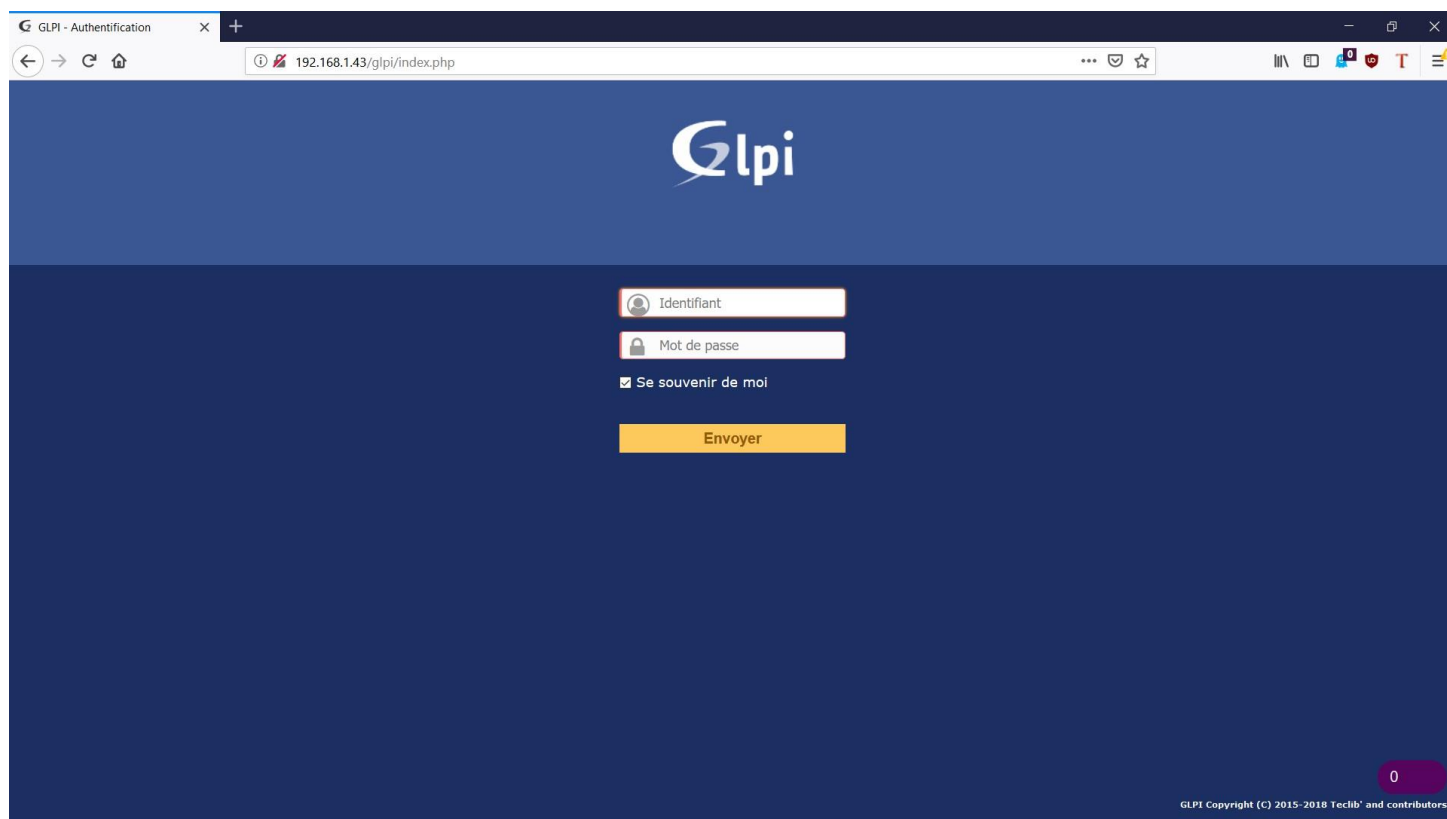 GLPI - Authentification
192.168.1.43/glpi/index.php
0
T
Glpi
Identifiant
Mot de passe
Se souvenir de moi
Envoyer
0
GLPI Copyright (C) 2015-2018 Teclib' and contributors